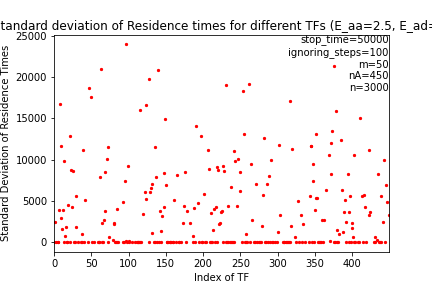 tandard deviation of Residence times for different TFs (E_aa=2.5, E_ad=
stop_time=50000
ignoring_steps=100
m=50
nA=450
n=3000
Standard Deviation of Residence Times
25000
20000
15000
10000
5000
0
0 50 100 150 200 250 300 350 400
Index of TF